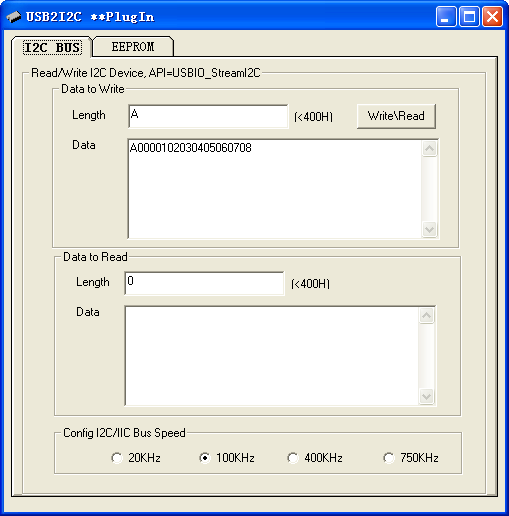 USB2I2C **PlugIn
I2C BUS EEPROM
Read/Write I2C Device, API=USBIO_StreamI2C
Data to Write
Length A (<400H) Write\Read
Data A0000102030405060708
Data to Read
Length 0 (<400H)
Data
Config I2C/IIC Bus Speed
20KHz 100KHz 400KHz 750KHz